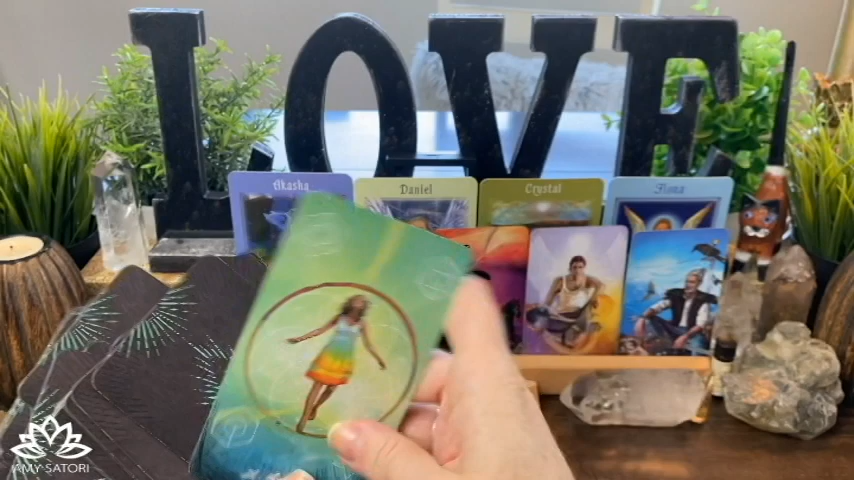 LOVE
Akasha
Daniel
Crystal
Fiona
AMY SATORI